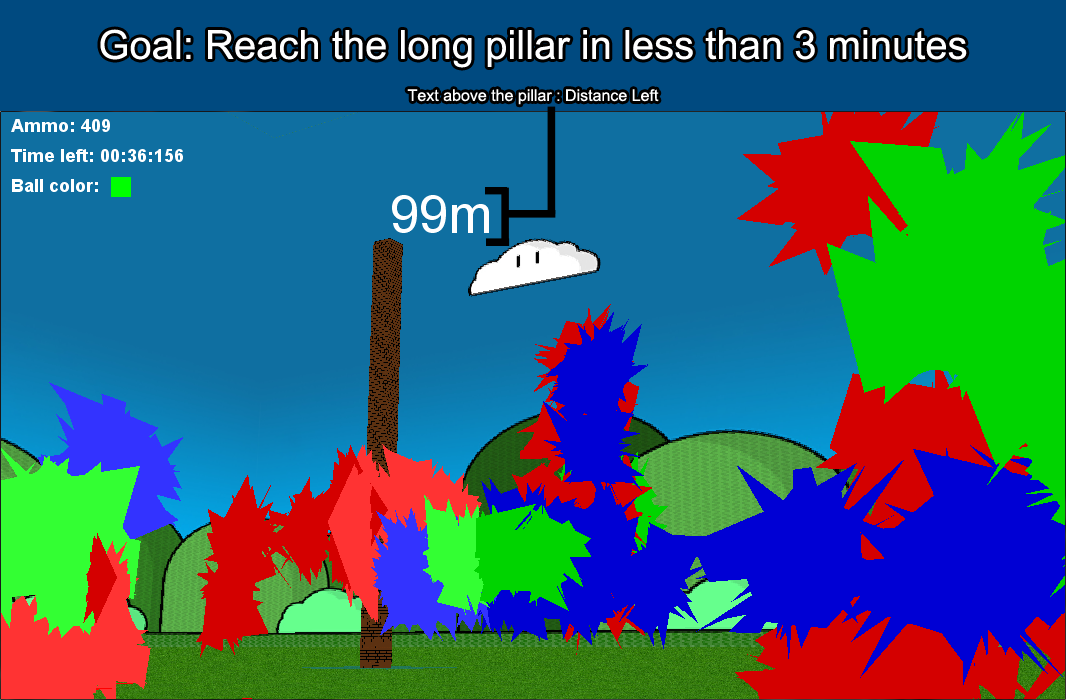 Goal: Reach the long pillar in less than 3 minutes
Text above the pillar : Distance Left
Ammo: 409
Time left: 00:36:156
Ball color:
99m